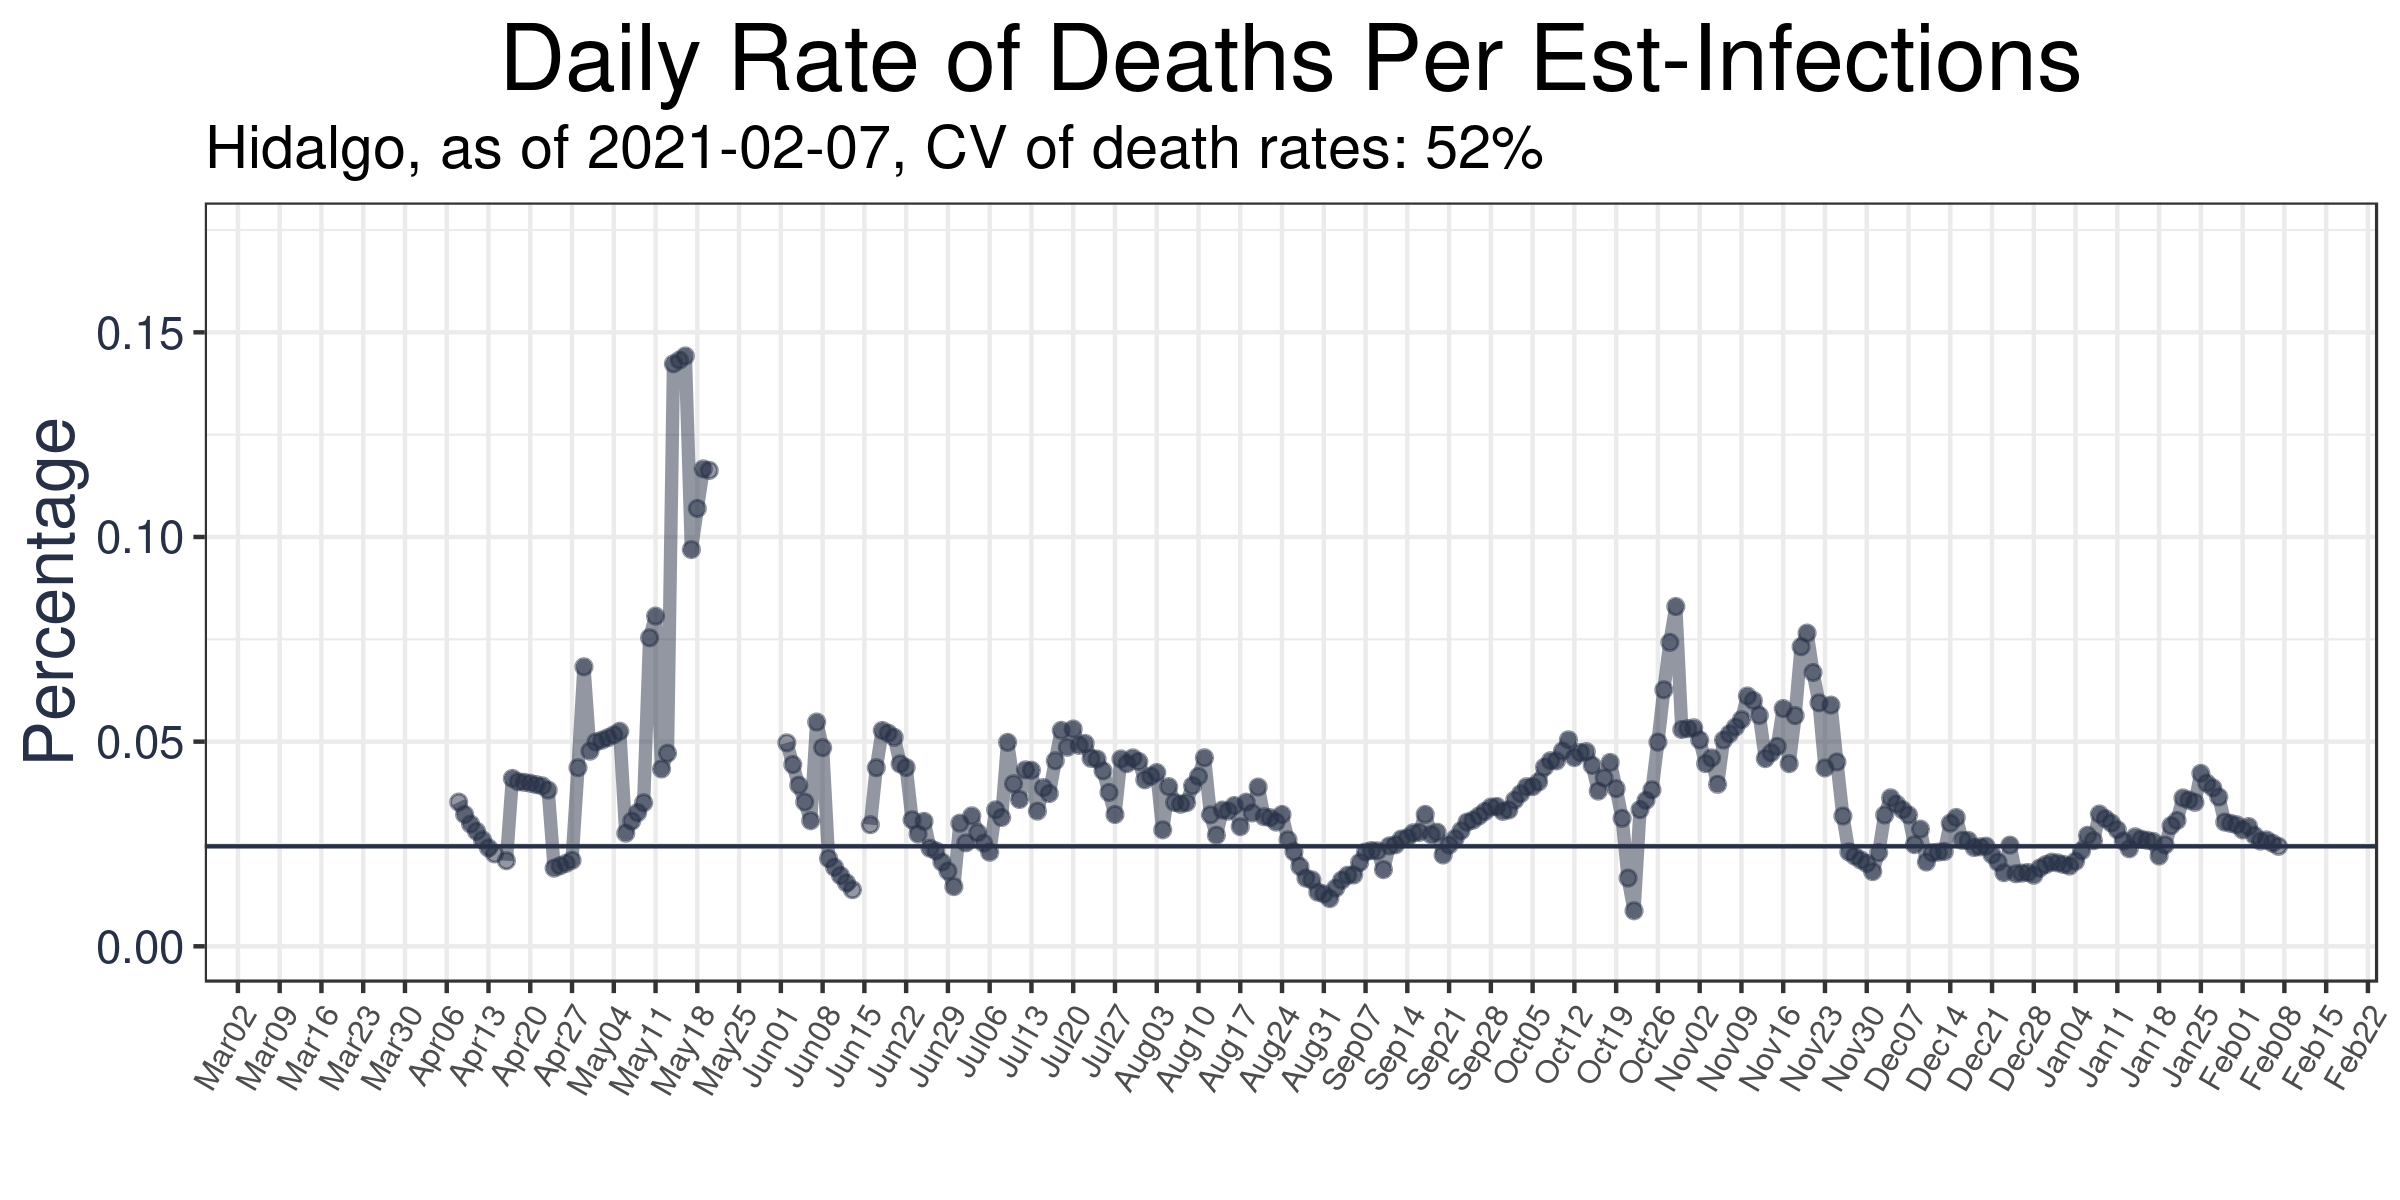 Daily Rate of Deaths Per Est-Infections
Hidalgo, as of 2021-02-07, CV of death rates: 52%
Percentage
0.15
0.10
0.05
0.00
Mar02
Mar09
Mar16
Mar23
Mar30
Apr06
Apr13
Apr20
Apr27
May04
May11
May18
May25
Jun01
Jun08
Jun15
Jun22
Jun29
Jul06
Jul13
Jul20
Jul27
Aug03
Aug10
Aug17
Aug24
Aug31
Sep07
Sep14
Sep21
Sep28
Oct05
Oct12
Oct19
Oct26
Nov02
Nov09
Nov16
Nov23
Nov30
Dec07
Dec14
Dec21
Dec28
Jan04
Jan11
Jan18
Jan25
Feb01
Feb08
Feb15
Feb22